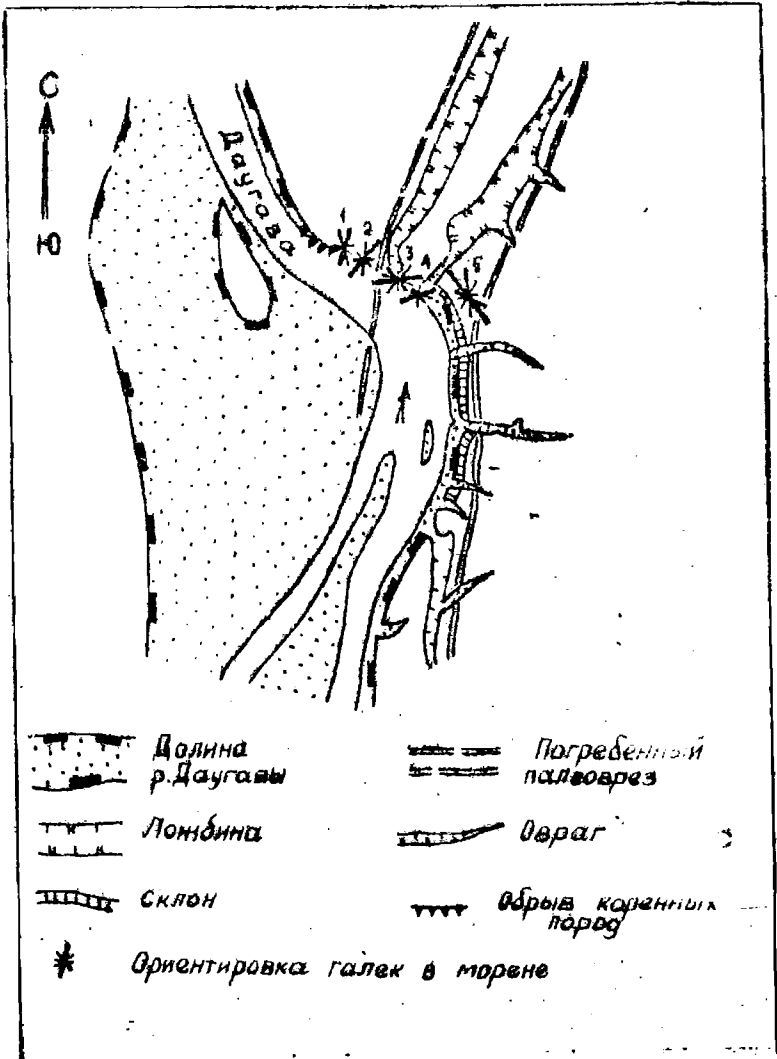 С
Ю
Даугава
1
2
3
4
5
Долина
р. Даугавы
Погребенный
палеоврез
Ложбина
Овраг
Склон
Обрыв коренных
пород
Ориентировка галек в морене